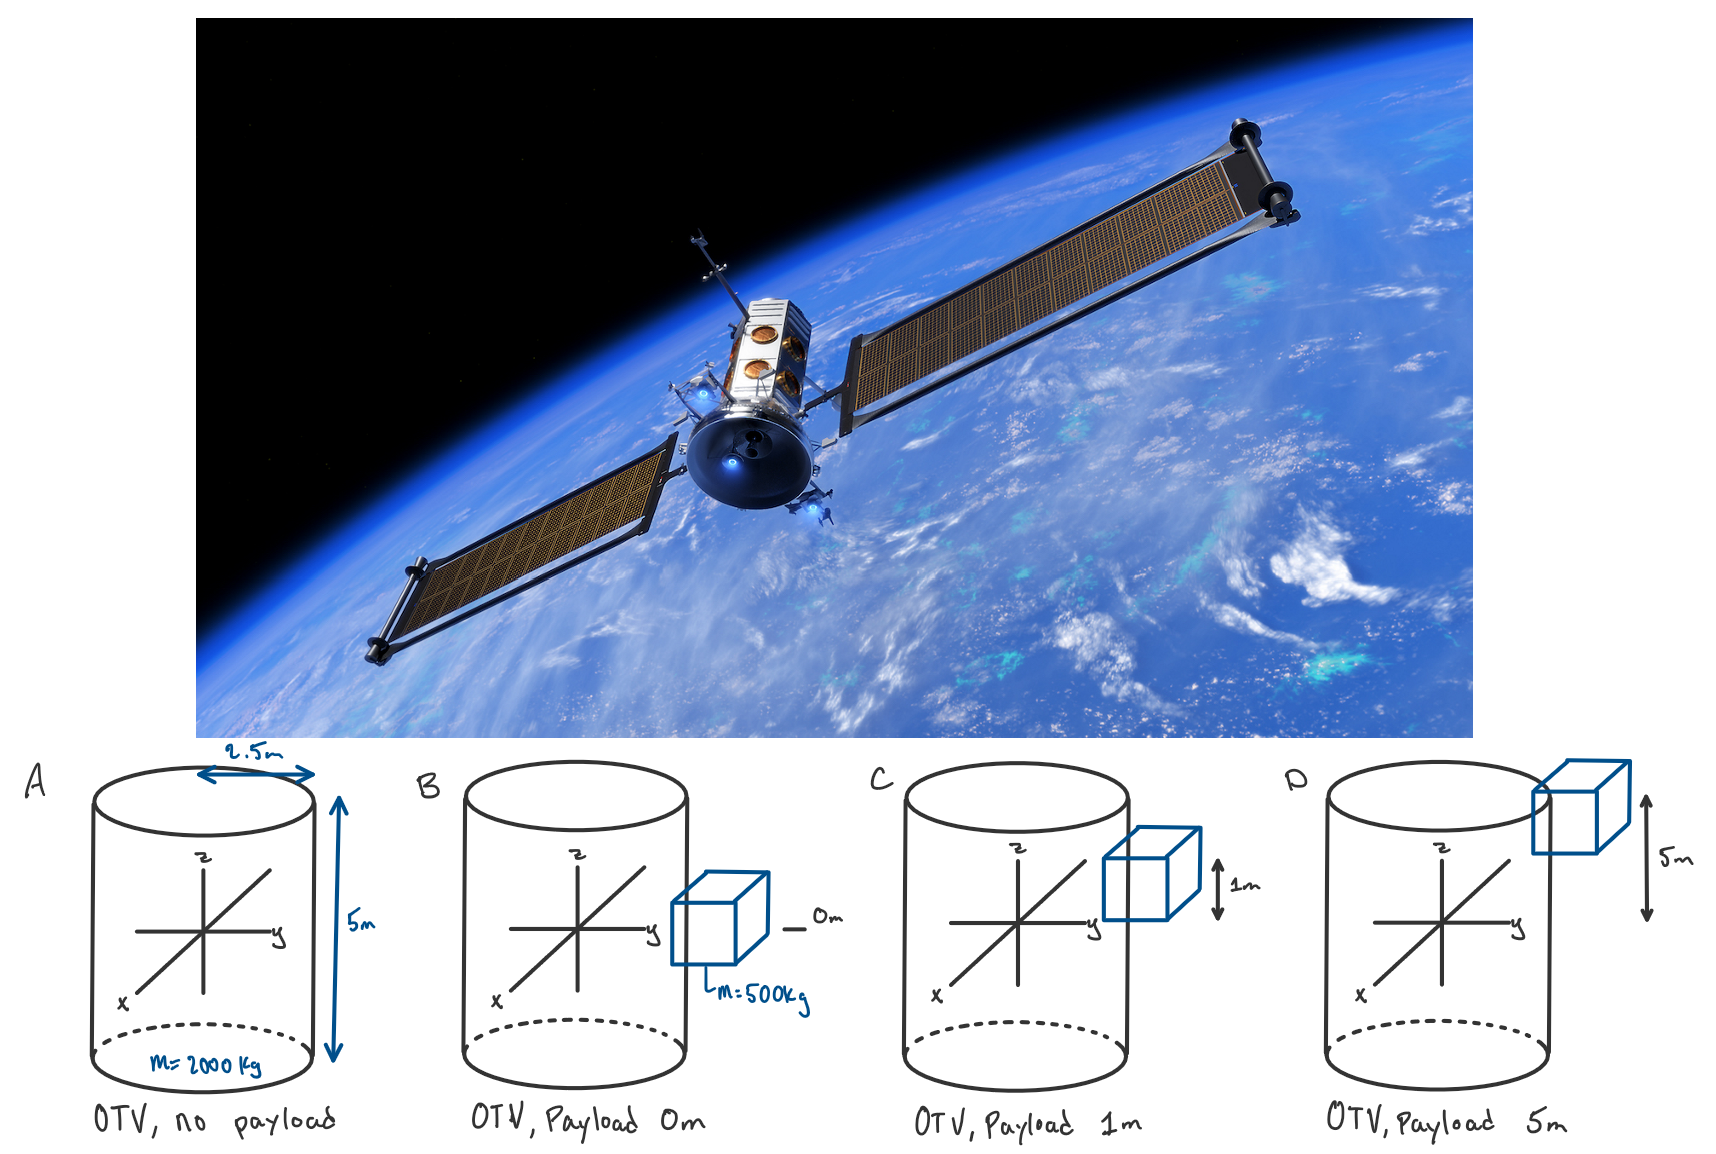 A
2.5m
z
y
x
5m
m=2000 kg
OTV, no payload
B
z
y
x
0m
m=500kg
OTV, Payload 0m
C
z
y
x
1m
OTV, Payload 1m
D
z
y
x
5m
OTV, Payload 5m